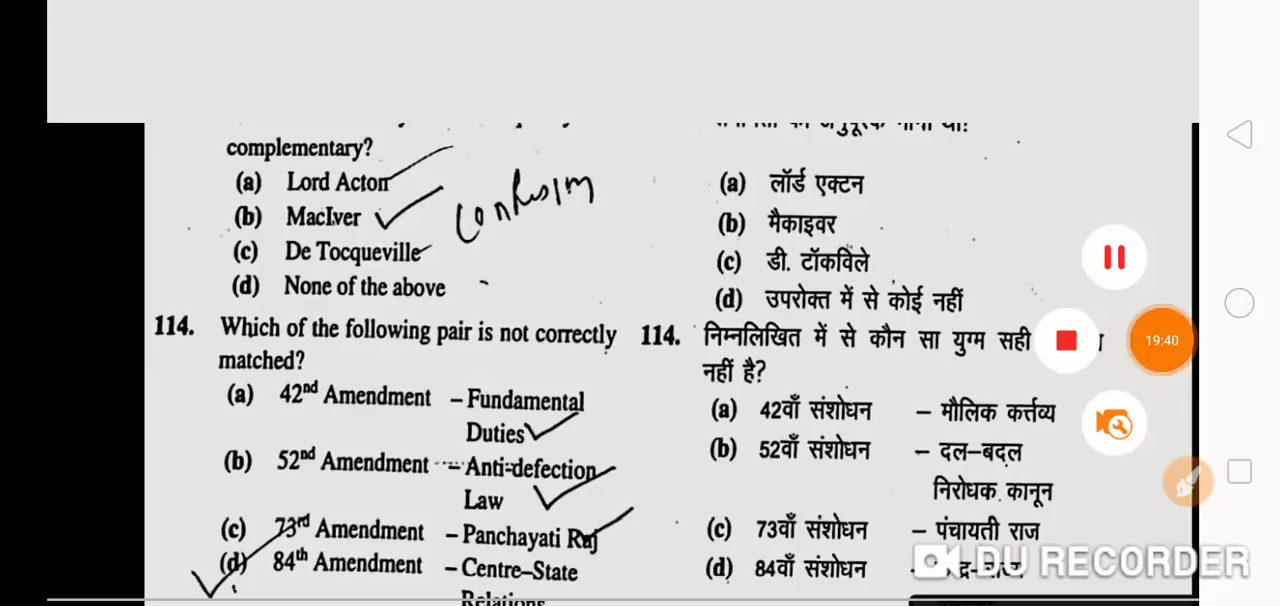 complementary?
(a) Lord Acton
(b) MacIver
(c) De Tocqueville
(d) None of the above
114. Which of the following pair is not correctly
matched?
(a) 42nd Amendment – Fundamental
Duties
(b) 52nd Amendment – Anti-defection
Law
(c) 73rd Amendment – Panchayati Raj
(d) 84th Amendment – Centre–State
Relations
(a) लॉर्ड एक्टन
(b) मैकाइवर
(c) डी. टॉकविले
(d) उपरोक्त में से कोई नहीं
114. निम्नलिखित में से कौन सा युग्म सही
नहीं है?
(a) 42वाँ संशोधन – मौलिक कर्त्तव्य
(b) 52वाँ संशोधन – दल–बदल
निरोधक कानून
(c) 73वाँ संशोधन – पंचायती राज
(d) 84वाँ संशोधन
19:40
DU RECORDER